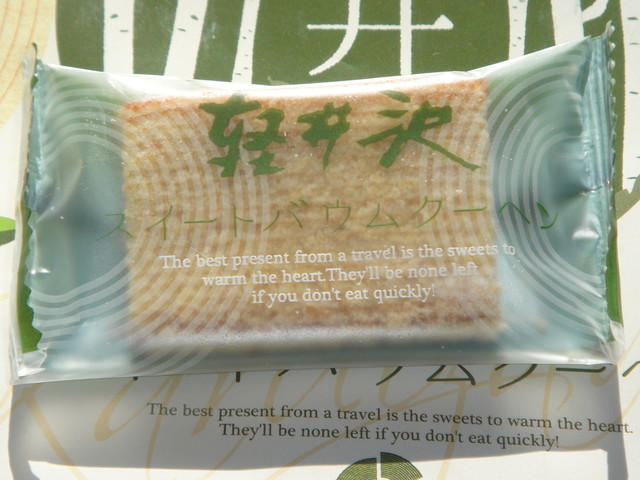 井
軽井沢
スイートバウムクーヘン
The best present from a travel is the sweets to
warm the heart.They'll be none left
if you don't eat quickly!
The best present from a travel is the sweets to warm the heart.
They'll be none left if you don't eat quickly!